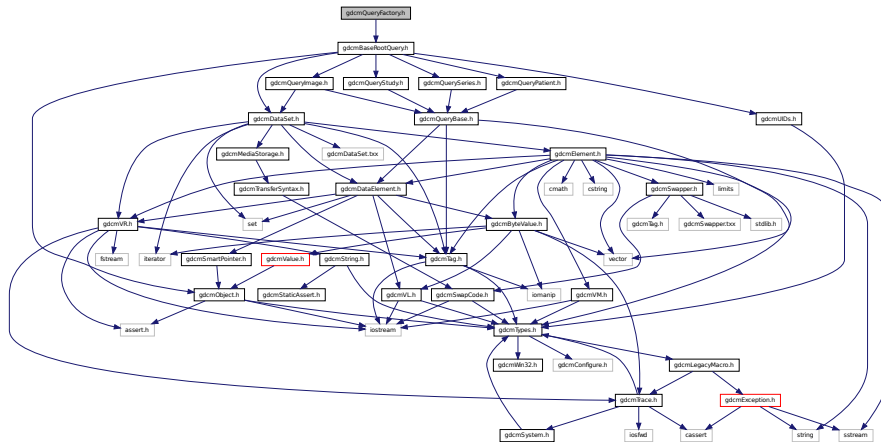 gdcmQueryFactory.h
gdcmBaseRootQuery.h
gdcmQueryImage.h
gdcmQueryStudy.h
gdcmQuerySeries.h
gdcmQueryPatient.h
gdcmDataSet.h
gdcmQueryBase.h
gdcmUIDs.h
gdcmMediaStorage.h
gdcmDataSet.txx
gdcmElement.h
gdcmTransferSyntax.h
gdcmDataElement.h
cmath
cstring
gdcmSwapper.h
limits
gdcmVR.h
set
gdcmByteValue.h
gdcmTag.h
gdcmSwapper.txx
stdlib.h
fstream
iterator
gdcmSmartPointer.h
gdcmValue.h
gdcmString.h
gdcmTag.h
vector
gdcmObject.h
gdcmStaticAssert.h
gdcmVL.h
gdcmSwapCode.h
iomanip
gdcmVM.h
assert.h
iostream
gdcmTypes.h
gdcmWin32.h
gdcmConfigure.h
gdcmLegacyMacro.h
gdcmTrace.h
gdcmException.h
gdcmSystem.h
iosfwd
cassert
string
sstream